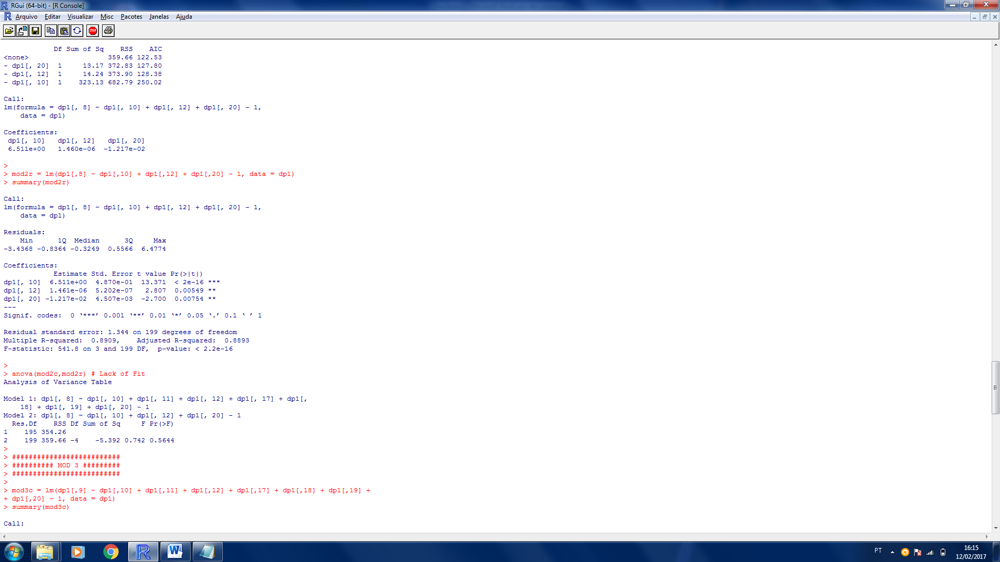 RGui (64-bit) - [R Console]
Arquivo Editar Visualizar Misc Pacotes Janelas Ajuda
STOP
Df Sum of Sq RSS AIC
<none> 359.66 122.53
- dp1[, 20] 1 13.17 372.83 127.80
- dp1[, 12] 1 14.24 373.90 128.38
- dp1[, 10] 1 323.13 682.79 250.02
Call:
lm(formula = dp1[, 8] ~ dp1[, 10] + dp1[, 12] + dp1[, 20] - 1,
data = dp1)
Coefficients:
dp1[, 10] dp1[, 12] dp1[, 20]
6.511e+00 1.460e-06 -1.217e-02
>
> mod2r = lm(dp1[,8] ~ dp1[,10] + dp1[,12] + dp1[,20] - 1, data = dp1)
> summary(mod2r)
Call:
lm(formula = dp1[, 8] ~ dp1[, 10] + dp1[, 12] + dp1[, 20] - 1,
data = dp1)
Residuals:
Min 1Q Median 3Q Max
-3.4368 -0.8364 -0.3249 0.5566 6.4774
Coefficients:
Estimate Std. Error t value Pr(>|t|)
dp1[, 10] 6.511e+00 4.870e-01 13.371 < 2e-16 ***
dp1[, 12] 1.461e-06 5.202e-07 2.807 0.00549 **
dp1[, 20] -1.217e-02 4.507e-03 -2.700 0.00754 **
---
Signif. codes: 0 ‘***’ 0.001 ‘**’ 0.01 ‘*’ 0.05 ‘.’ 0.1 ‘ ’ 1
Residual standard error: 1.344 on 199 degrees of freedom
Multiple R-squared: 0.8909, Adjusted R-squared: 0.8893
F-statistic: 541.8 on 3 and 199 DF, p-value: < 2.2e-16
>
> anova(mod2c,mod2r) # Lack of Fit
Analysis of Variance Table
Model 1: dp1[, 8] ~ dp1[, 10] + dp1[, 11] + dp1[, 12] + dp1[, 17] + dp1[,
18] + dp1[, 19] + dp1[, 20] - 1
Model 2: dp1[, 8] ~ dp1[, 10] + dp1[, 12] + dp1[, 20] - 1
Res.Df RSS Df Sum of Sq F Pr(>F)
1 195 354.26
2 199 359.66 -4 -5.392 0.742 0.5644
>
> ##########################
> ########## MOD 3 #########
> ##########################
>
> mod3c = lm(dp1[,9] ~ dp1[,10] + dp1[,11] + dp1[,12] + dp1[,17] + dp1[,18] + dp1[,19] +
+ dp1[,20] - 1, data = dp1)
> summary(mod3c)
Call:
PT
16:15
12/02/2017